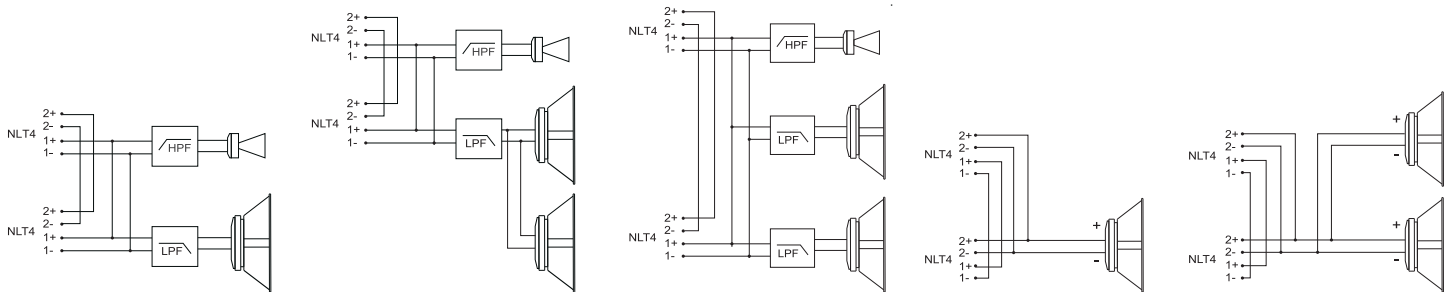 2+
2-
NLT4
1+
1-
HPF
2+
2-
NLT4
1+
1-
LPF
2+
2-
NLT4
1+
1-
HPF
2+
2-
NLT4
1+
1-
LPF
2+
2-
NLT4
1+
1-
HPF
LPF
2+
2-
NLT4
1+
1-
LPF
2+
2-
NLT4
1+
1-
+
2+
2-
-
NLT4
1+
1-
+
2+
2-
-
NLT4
1+
1-
+
2+
2-
-
NLT4
1+
1-